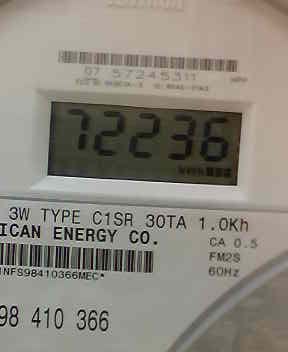 07 57245311
72236
kWh
3W TYPE C1SR 30TA 1.0Kh
ICAN ENERGY CO.
CA 0.5
FM2S
1NFS98410366MEC*
60Hz
98 410 366